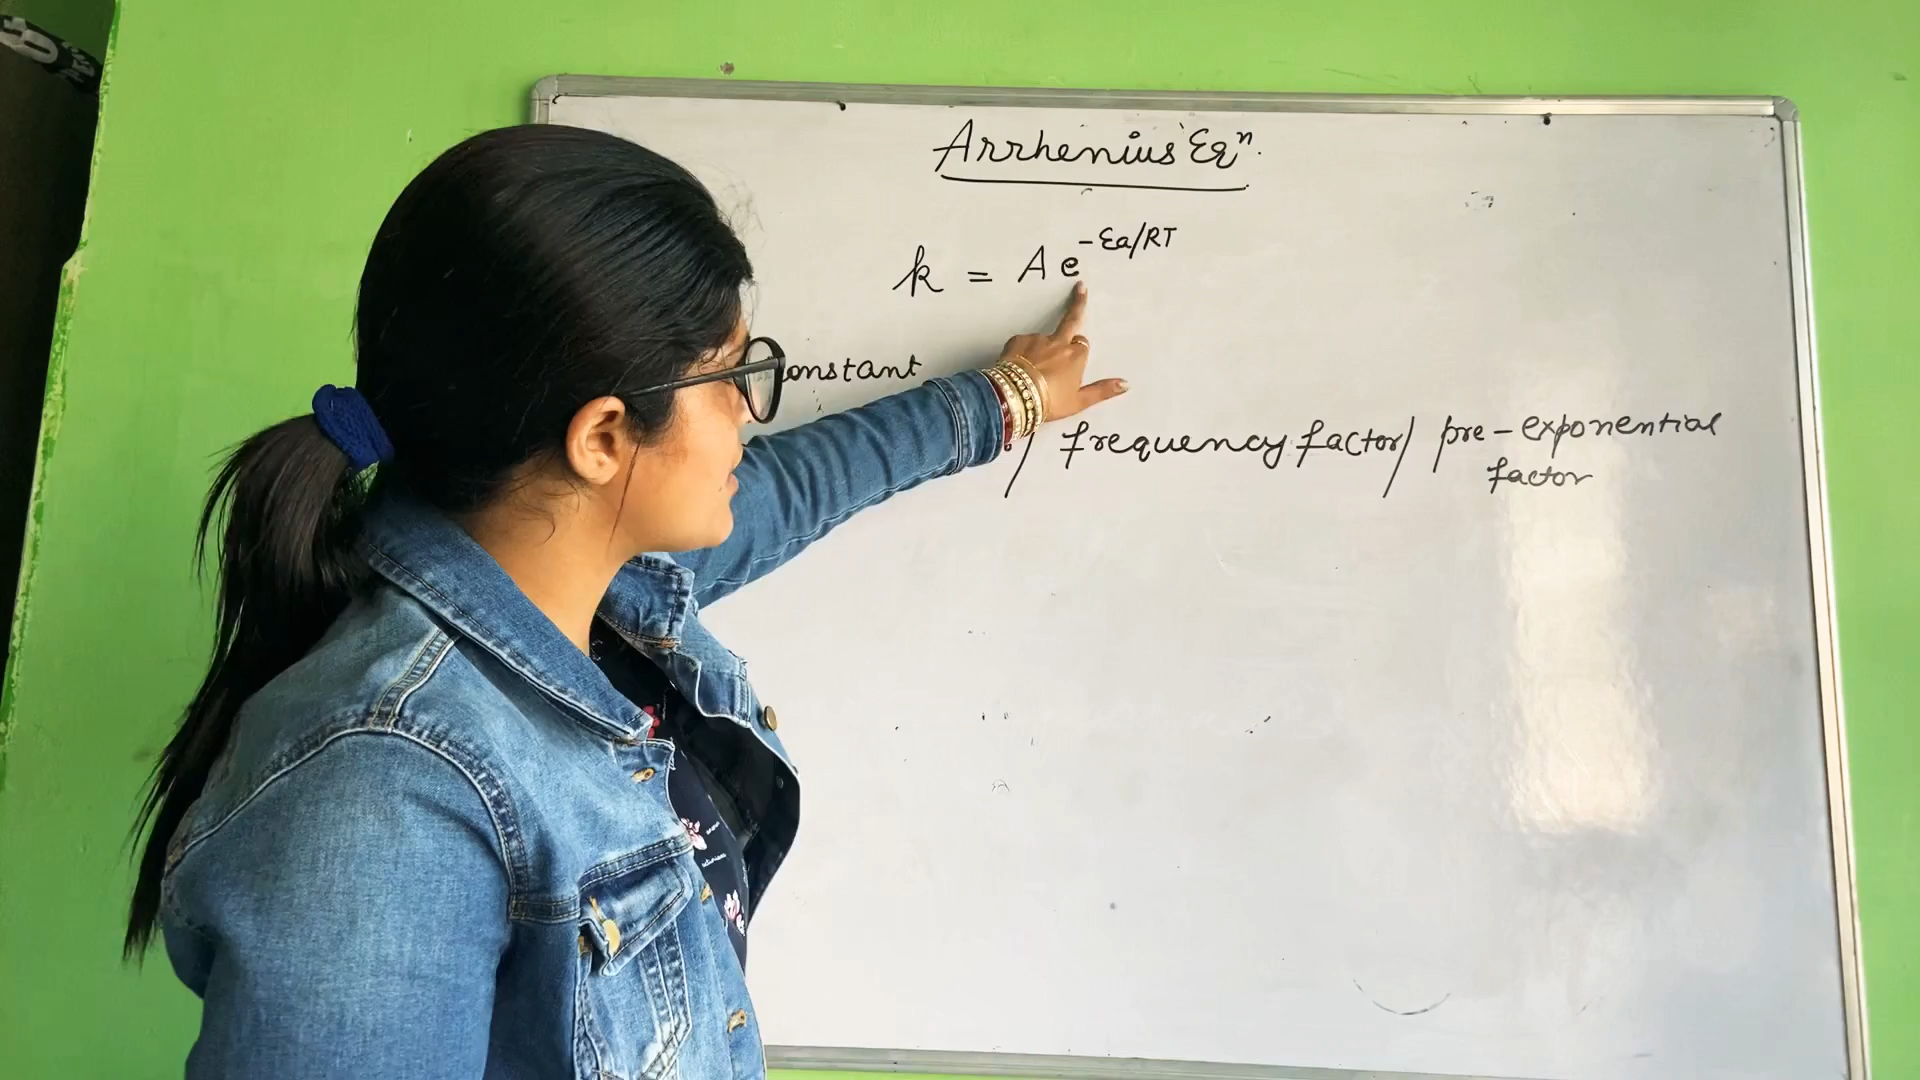 Arrhenius Eqn.
k = A e-Ea/RT
onstant
/ frequency factor/ pre-exponential
factor